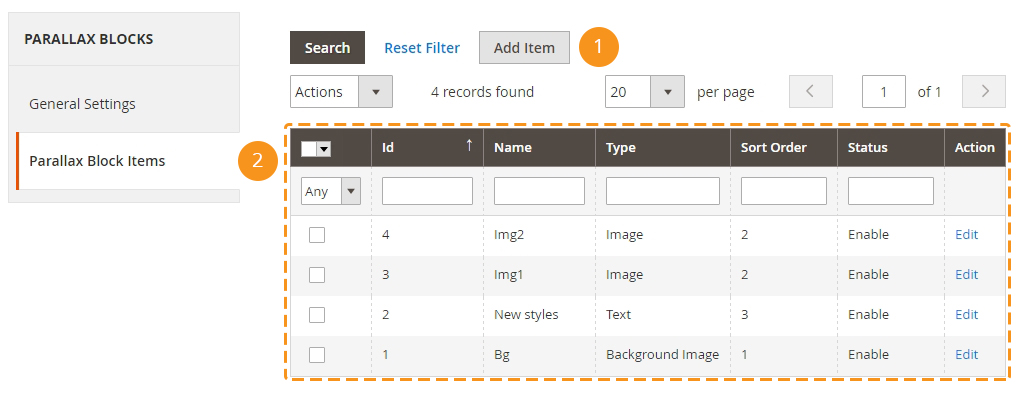 PARALLAX BLOCKS
General Settings
Parallax Block Items
Search Reset Filter Add Item 1
Actions 4 records found 20 per page 1 of 1
2
Id ↑ Name Type Sort Order Status Action
Any
4 Img2 Image 2 Enable Edit
3 Img1 Image 2 Enable Edit
2 New styles Text 3 Enable Edit
1 Bg Background Image 1 Enable Edit